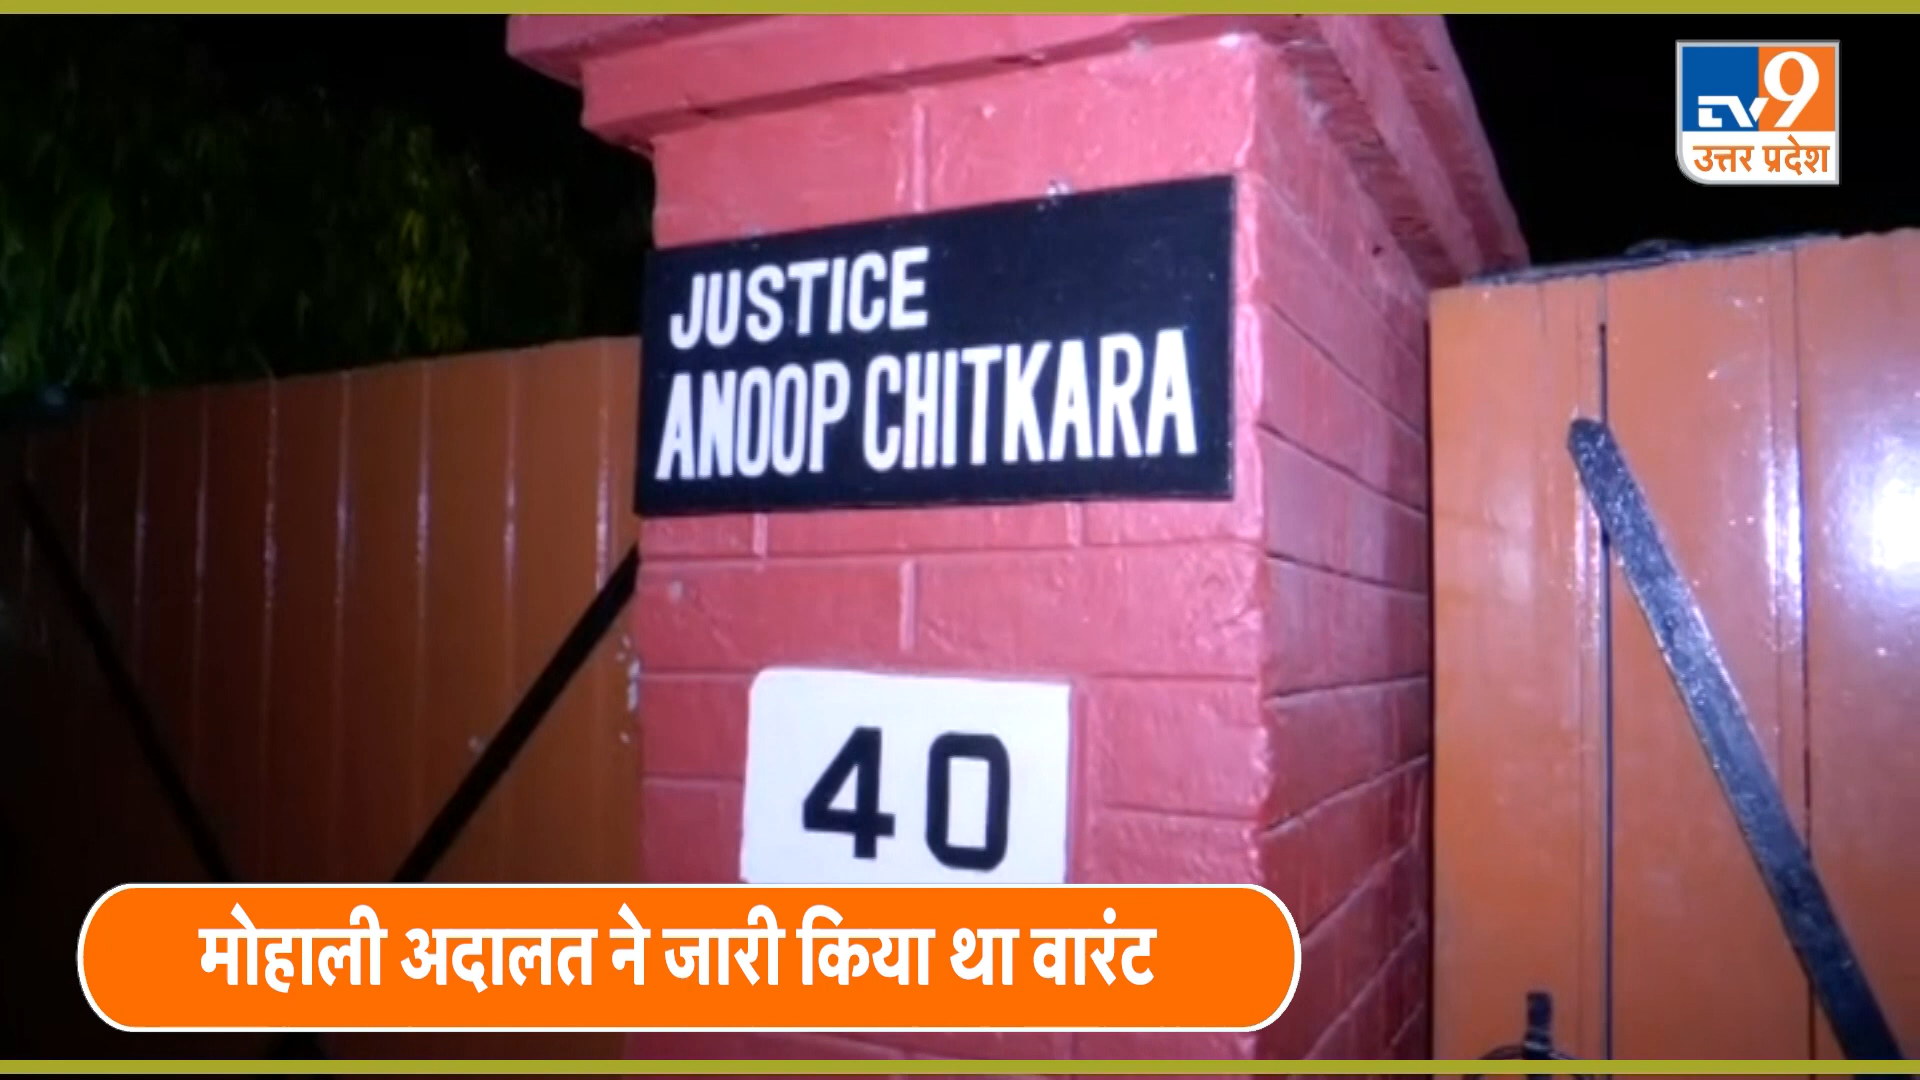 TV9
उत्तर प्रदेश
JUSTICE
ANOOP CHITKARA
40
मोहाली अदालत ने जारी किया था वारंट